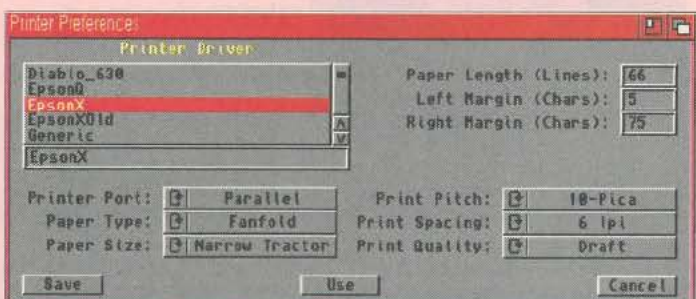 Printer Preferences
Printer Driver
Diablo_630
EpsonQ
EpsonX
EpsonXOld
Generic
EpsonX
Paper Length (Lines): 66
Left Margin (Chars): 5
Right Margin (Chars): 75
Printer Port: Parallel
Paper Type: Fanfold
Paper Size: Narrow Tractor
Print Pitch: 10-Pica
Print Spacing: 6 lpi
Print Quality: Draft
Save
Use
Cancel